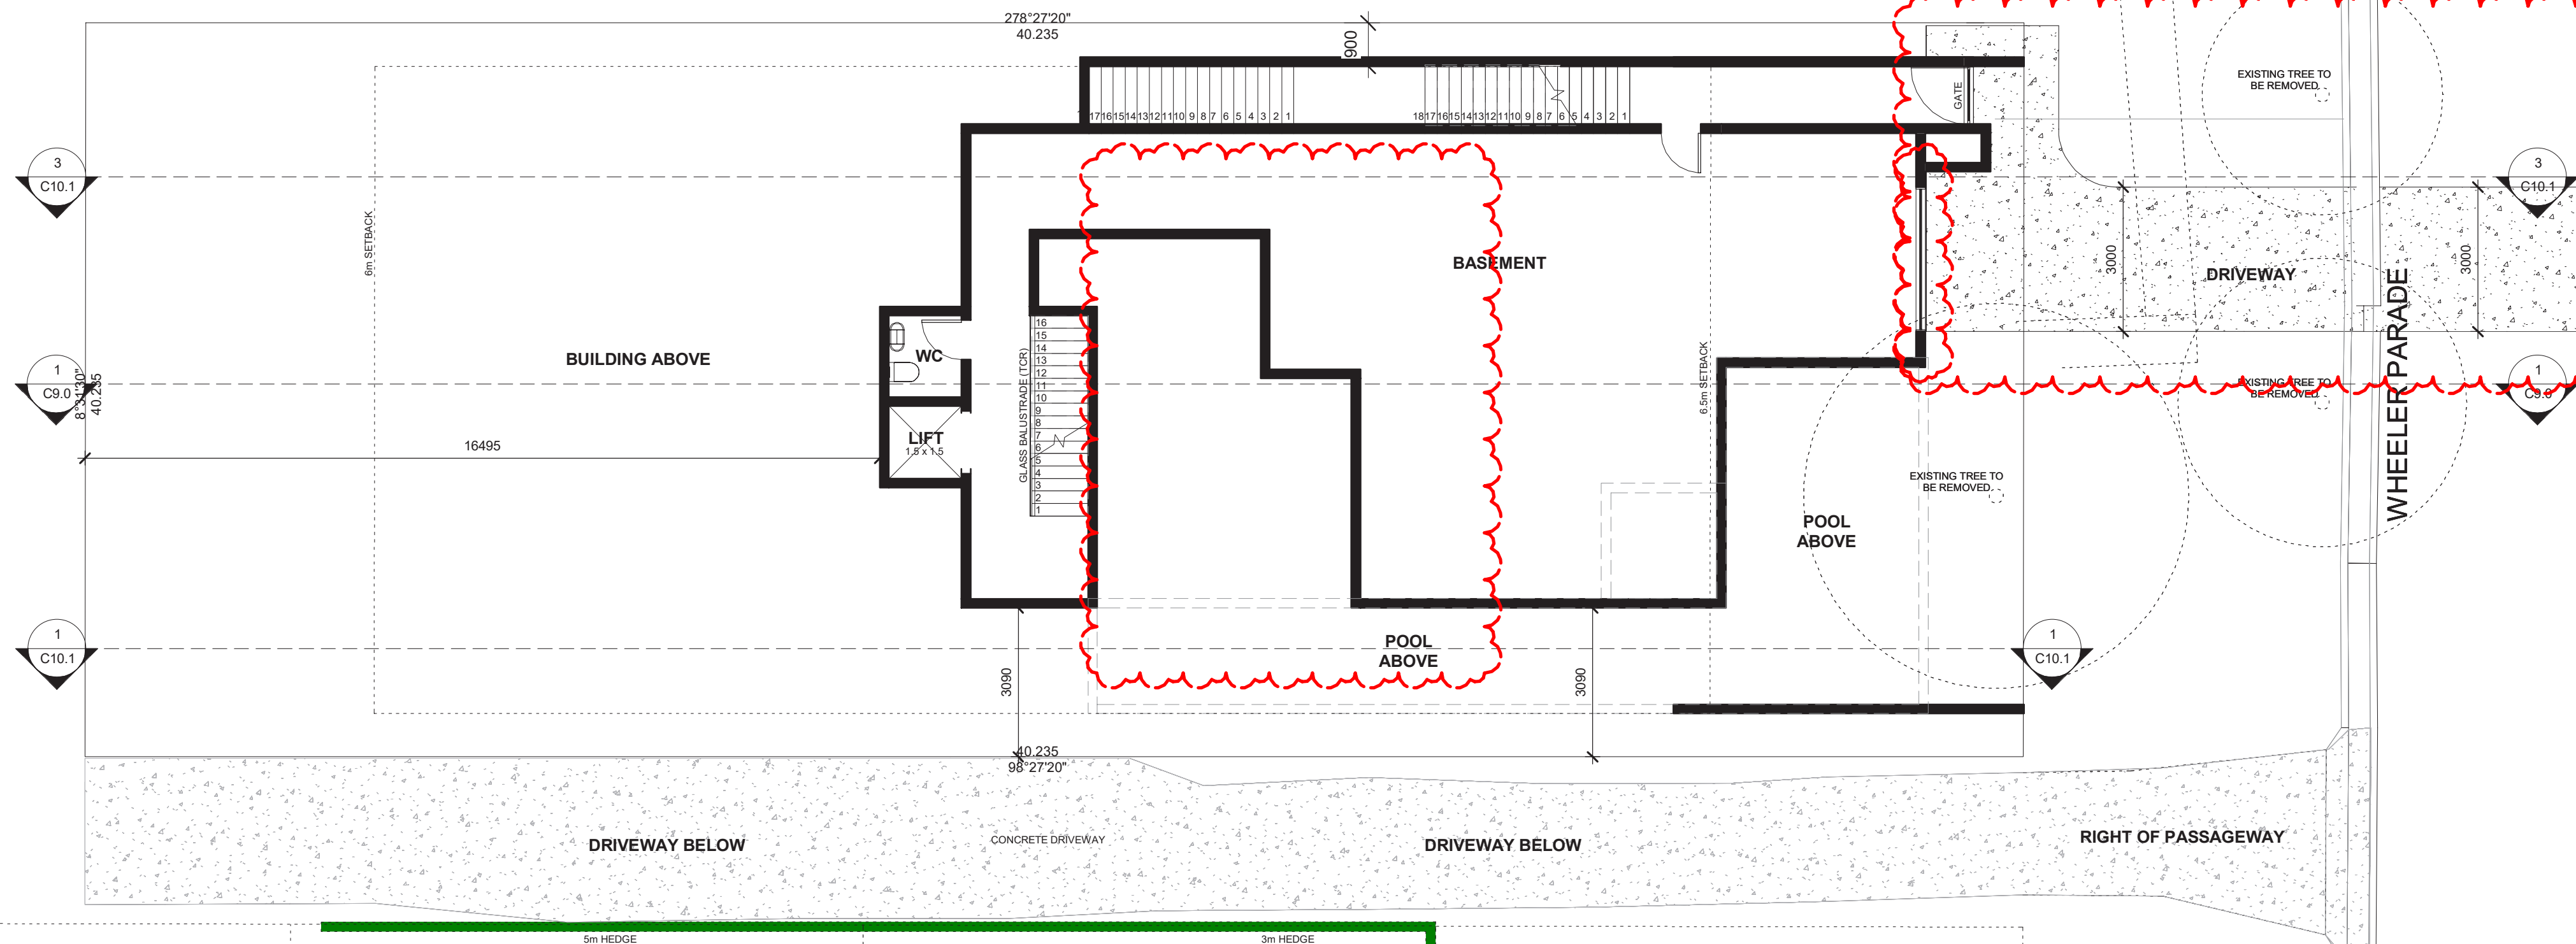 278°27'20"
40.235
900
EXISTING TREE TO
BE REMOVED
GATE
17 16 15 14 13 12 11 10 9 8 7 6 5 4 3 2 1
18 17 16 15 14 13 12 11 10 9 8 7 6 5 4 3 2 1
3
C10.1
3
C10.1
6m SETBACK
BASEMENT
3000
DRIVEWAY
3000
WHEELER PARADE
16
15
14
13
12
11
10
9
8
7
6
5
4
3
2
1
GLASS BALUSTRADE (TCR)
WC
BUILDING ABOVE
6.5m SETBACK
1
C9.0
8°31'30"
40.235
EXISTING TREE TO
BE REMOVED
1
C9.0
LIFT
1.5 x 1.5
16495
EXISTING TREE TO
BE REMOVED
POOL
ABOVE
1
C10.1
POOL
ABOVE
1
C10.1
3090
3090
40.235
98°27'20"
DRIVEWAY BELOW
CONCRETE DRIVEWAY
DRIVEWAY BELOW
RIGHT OF PASSAGEWAY
5m HEDGE
3m HEDGE